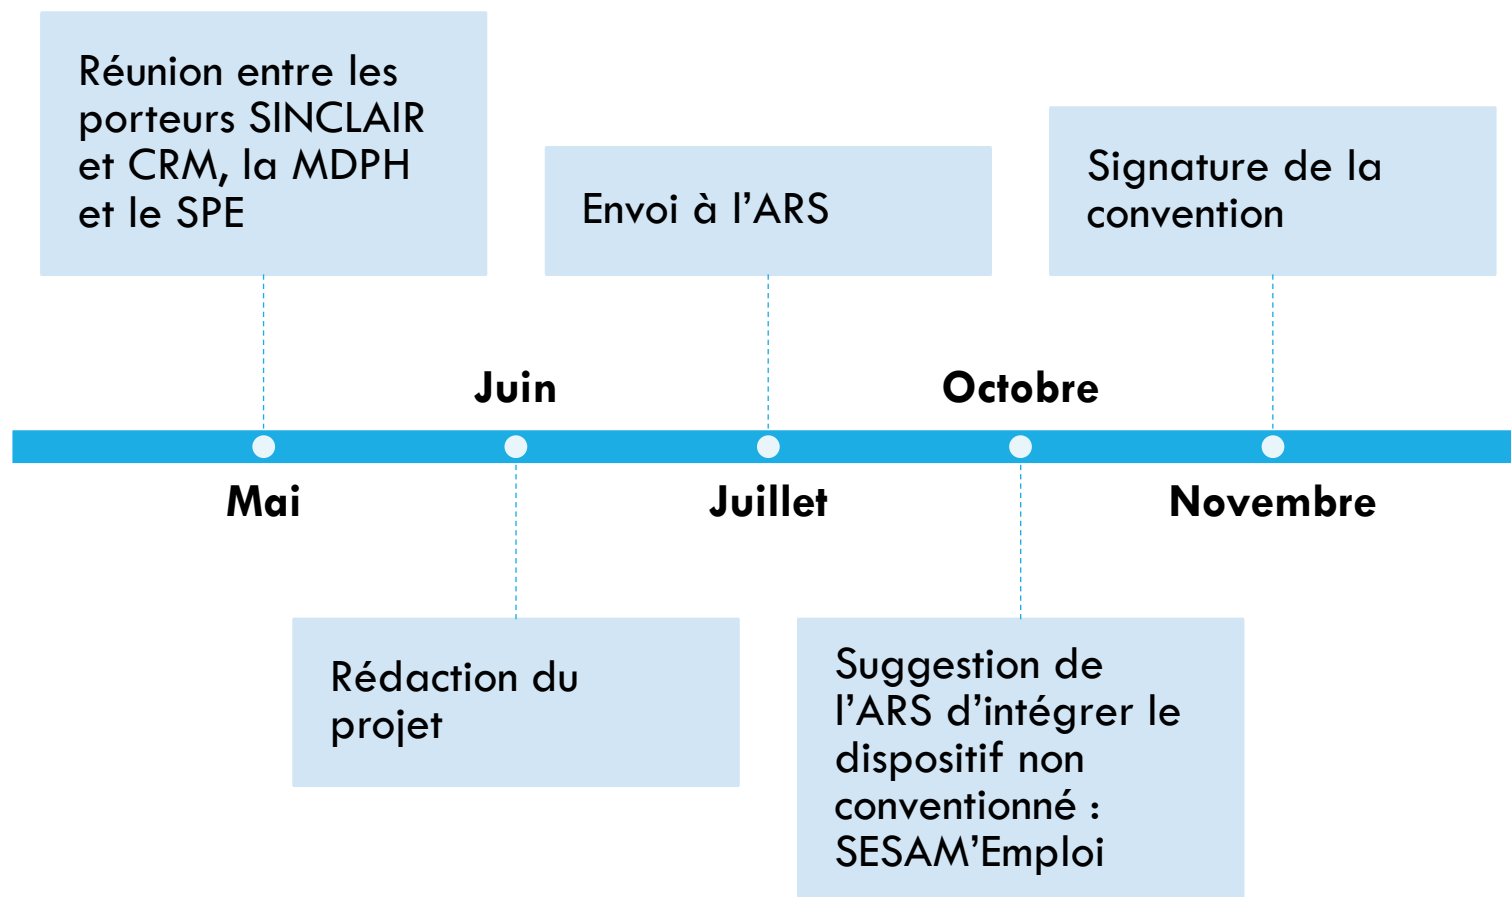 Réunion entre les
porteurs SINCLAIR
et CRM, la MDPH
et le SPE
Envoi à l’ARS
Signature de la
convention
Juin
Octobre
Mai
Juillet
Novembre
Rédaction du
projet
Suggestion de
l’ARS d’intégrer le
dispositif non
conventionné :
SESAM’Emploi